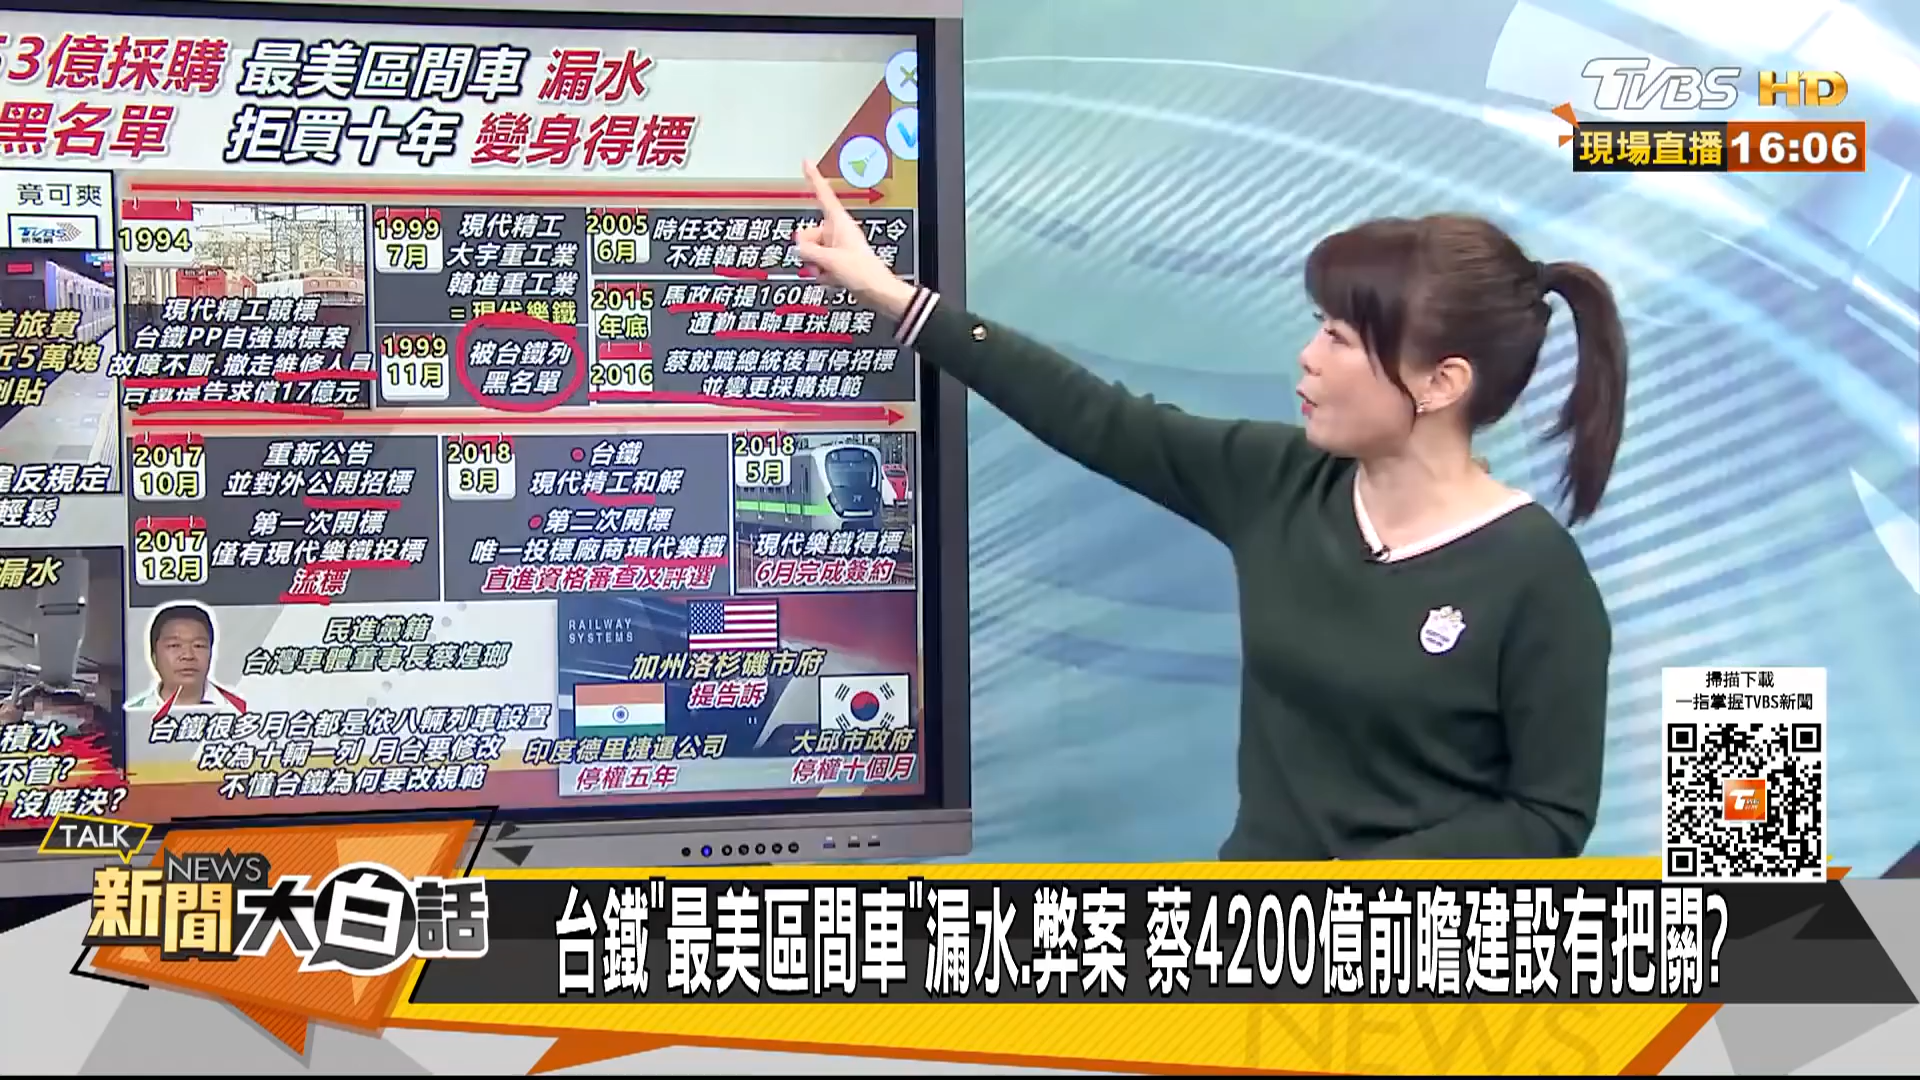 3億採購 最美區間車 漏水
黑名單 拒買十年 變身得標
竟可爽
TVBS
新聞網
差旅費
近5萬塊
倒貼
違反規定
輕鬆
漏水
積水
不管?
沒解決?
1994
現代精工競標
台鐵PP自強號標案
故障不斷.撤走維修人員
台鐵提告求償17億元
1999
7月
現代精工
大宇重工業
韓進重工業
=現代樂鐵
1999
11月
被台鐵列
黑名單
2005
6月
時任交通部長林 下令
不准韓商參與 案
2015
年底
馬政府提160輛.30
通勤電聯車採購案
2016
蔡就職總統後暫停招標
並變更採購規範
2017
10月
重新公告
並對外公開招標
2017
12月
第一次開標
僅有現代樂鐵投標
流標
2018
3月
台鐵
現代精工和解
第二次開標
唯一投標廠商現代樂鐵
直進資格審查及評選
2018
5月
現代樂鐵得標
6月完成簽約
民進黨籍
台灣車體董事長蔡煌瑯
台鐵很多月台都是依八輛列車設置
改為十輛一列 月台要修改
不懂台鐵為何要改規範
RAILWAY
SYSTEMS
加州洛杉磯市府
提告訴
印度德里捷運公司
停權五年
大邱市政府
停權十個月
TVBS HD
現場直播 16:06
掃描下載
一指掌握TVBS新聞
TALK
NEWS
新聞大白話
台鐵"最美區間車"漏水.弊案 蔡4200億前瞻建設有把關?
NEWS